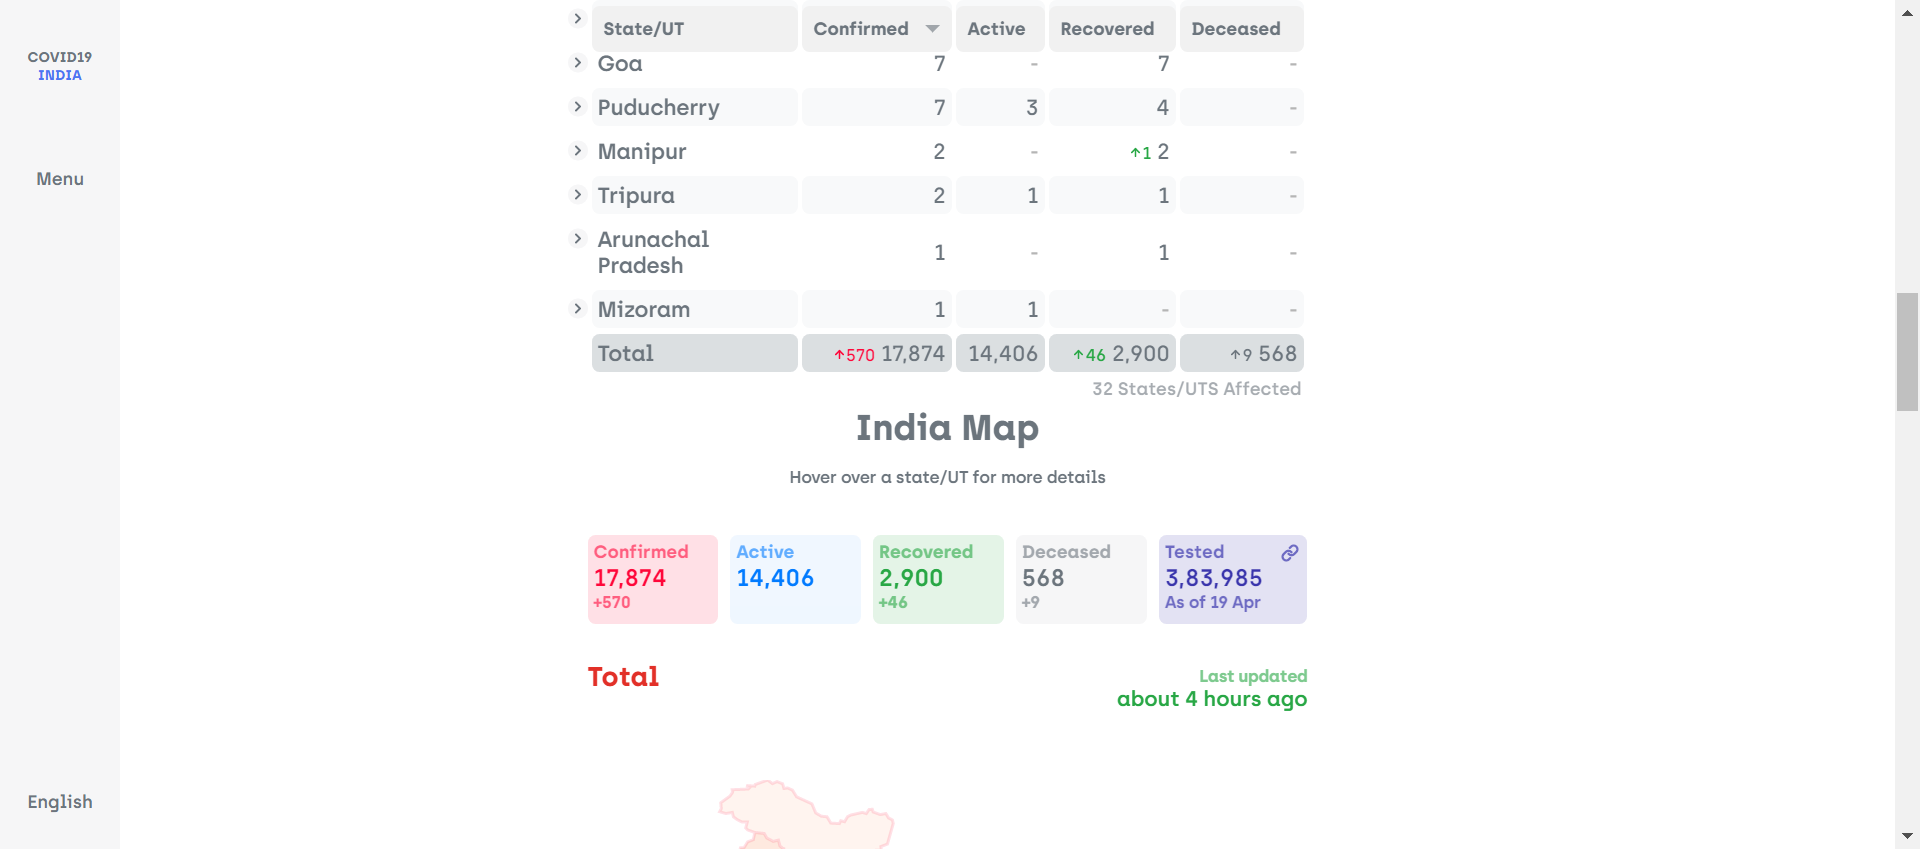 COVID19
INDIA
Menu
English
State/UT Confirmed Active Recovered Deceased
Goa 7 - 7 -
Puducherry 7 3 4 -
Manipur 2 - ↑1 2 -
Tripura 2 1 1 -
Arunachal
Pradesh 1 - 1 -
Mizoram 1 1 - -
Total ↑570 17,874 14,406 ↑46 2,900 ↑9 568
32 States/UTS Affected
India Map
Hover over a state/UT for more details
Confirmed Active Recovered Deceased Tested
17,874 14,406 2,900 568 3,83,985
+570 +46 +9 As of 19 Apr
Total
Last updated
about 4 hours ago